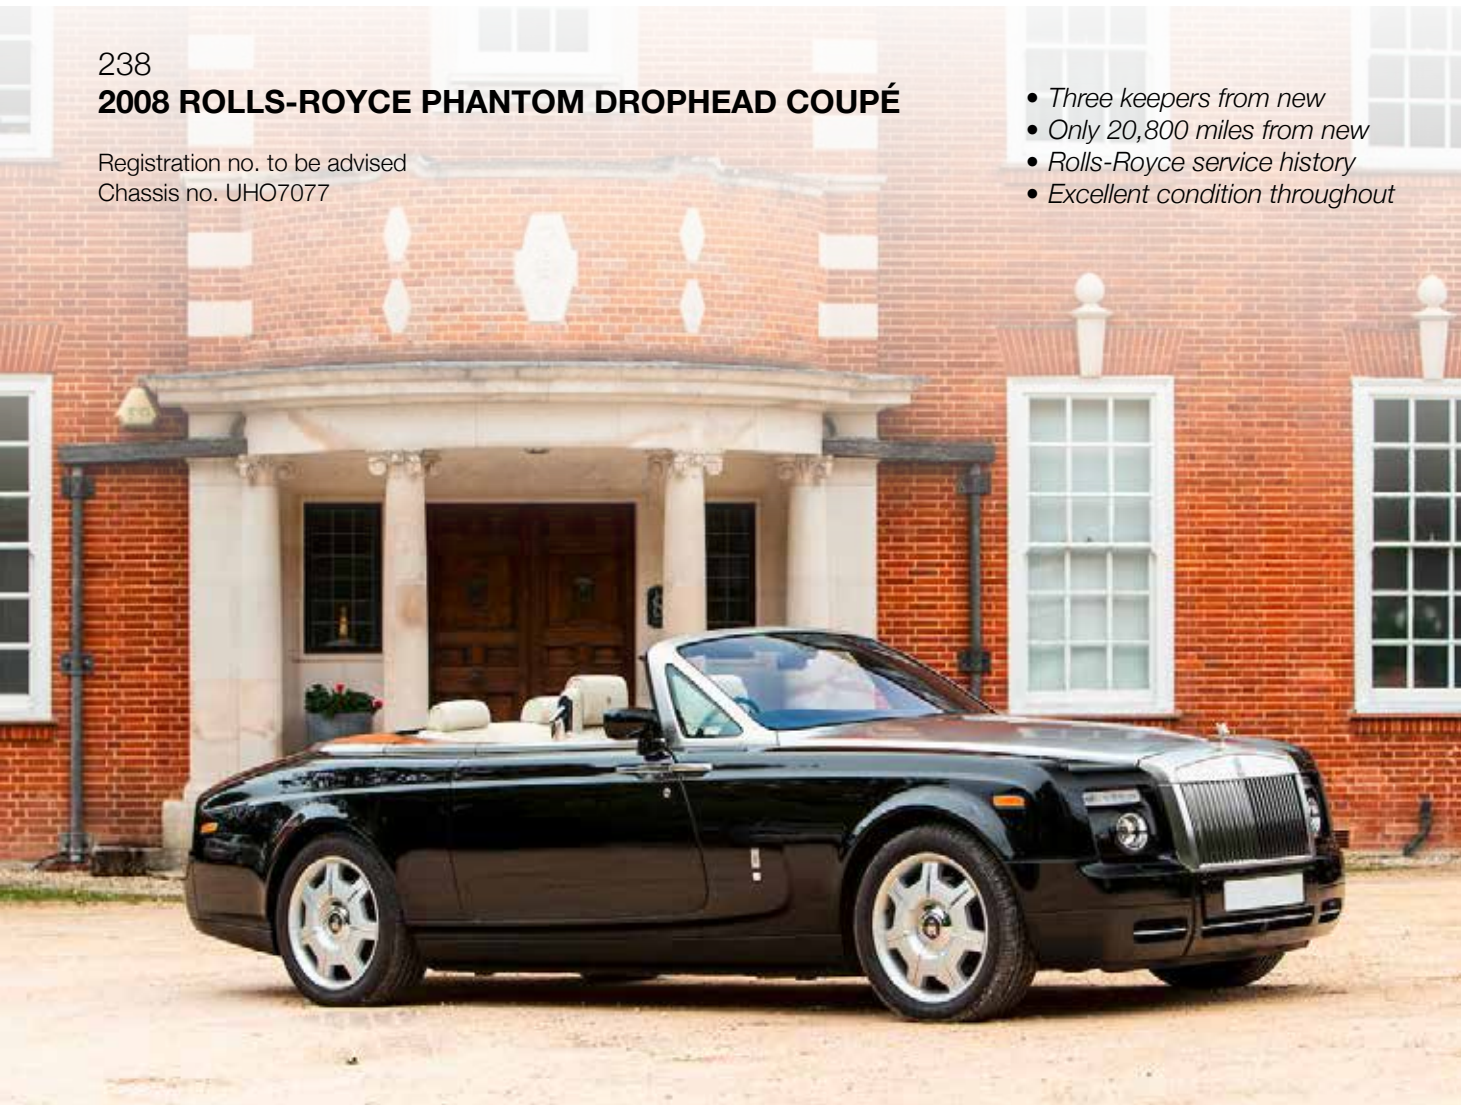 238
2008 ROLLS-ROYCE PHANTOM DROPHEAD COUPÉ
Registration no. to be advised
Chassis no. UHO7077
• Three keepers from new
• Only 20,800 miles from new
• Rolls-Royce service history
• Excellent condition throughout